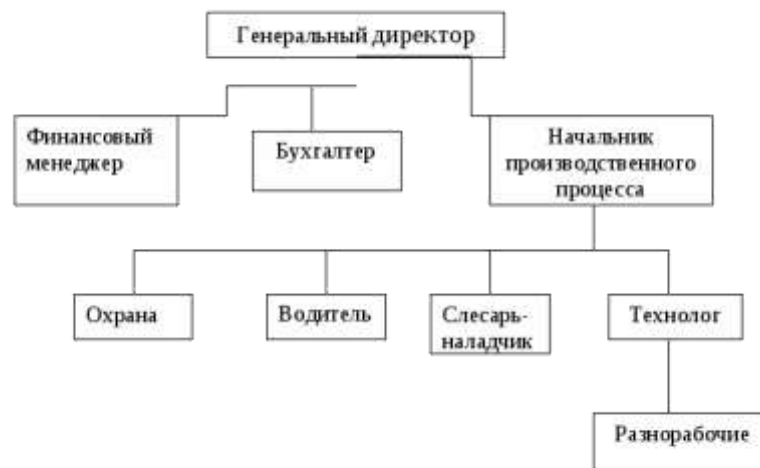 Генеральный директор
Финансовый
менеджер
Бухгалтер
Начальник
производственного
процесса
Охрана
Водитель
Слесарь-
наладчик
Технолог
Разнорабочие